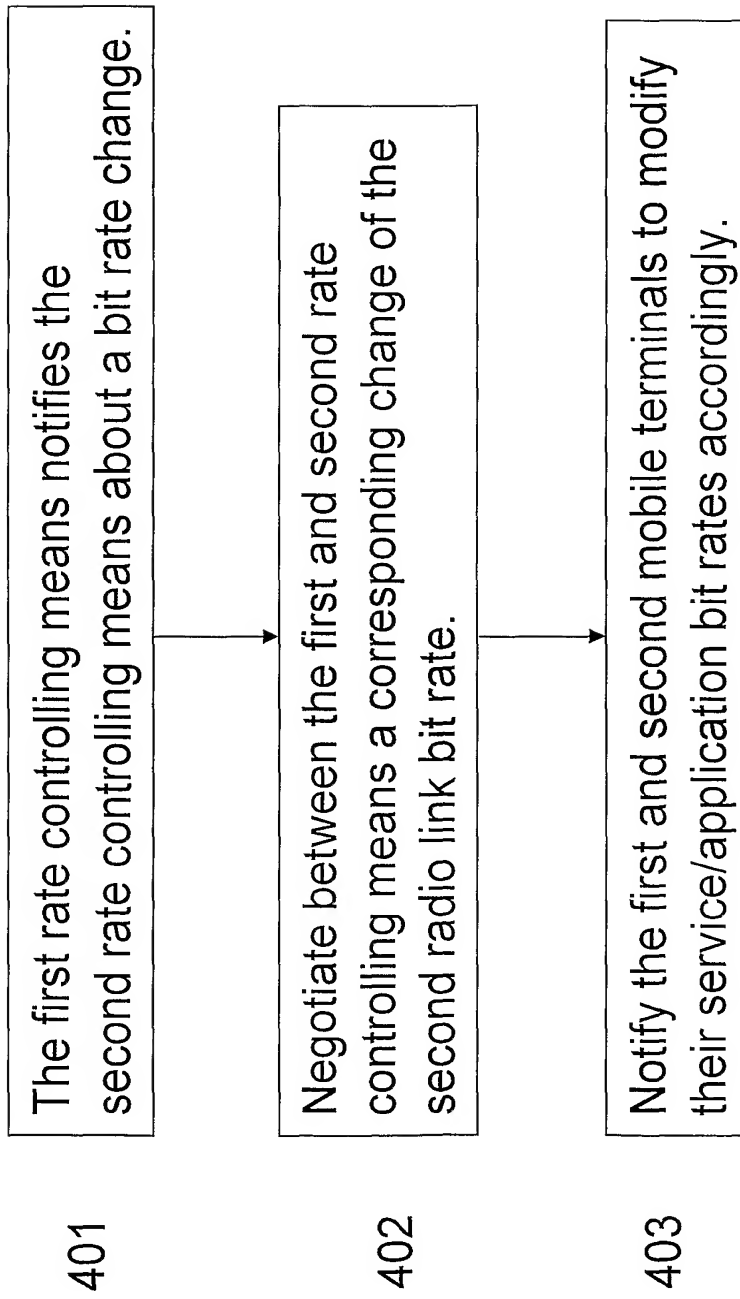 401
The first rate controlling means notifies the
second rate controlling means about a bit rate change.
402
Negotiate between the first and second rate
controlling means a corresponding change of the
second radio link bit rate.
403
Notify the first and second mobile terminals to modify
their service/application bit rates accordingly.